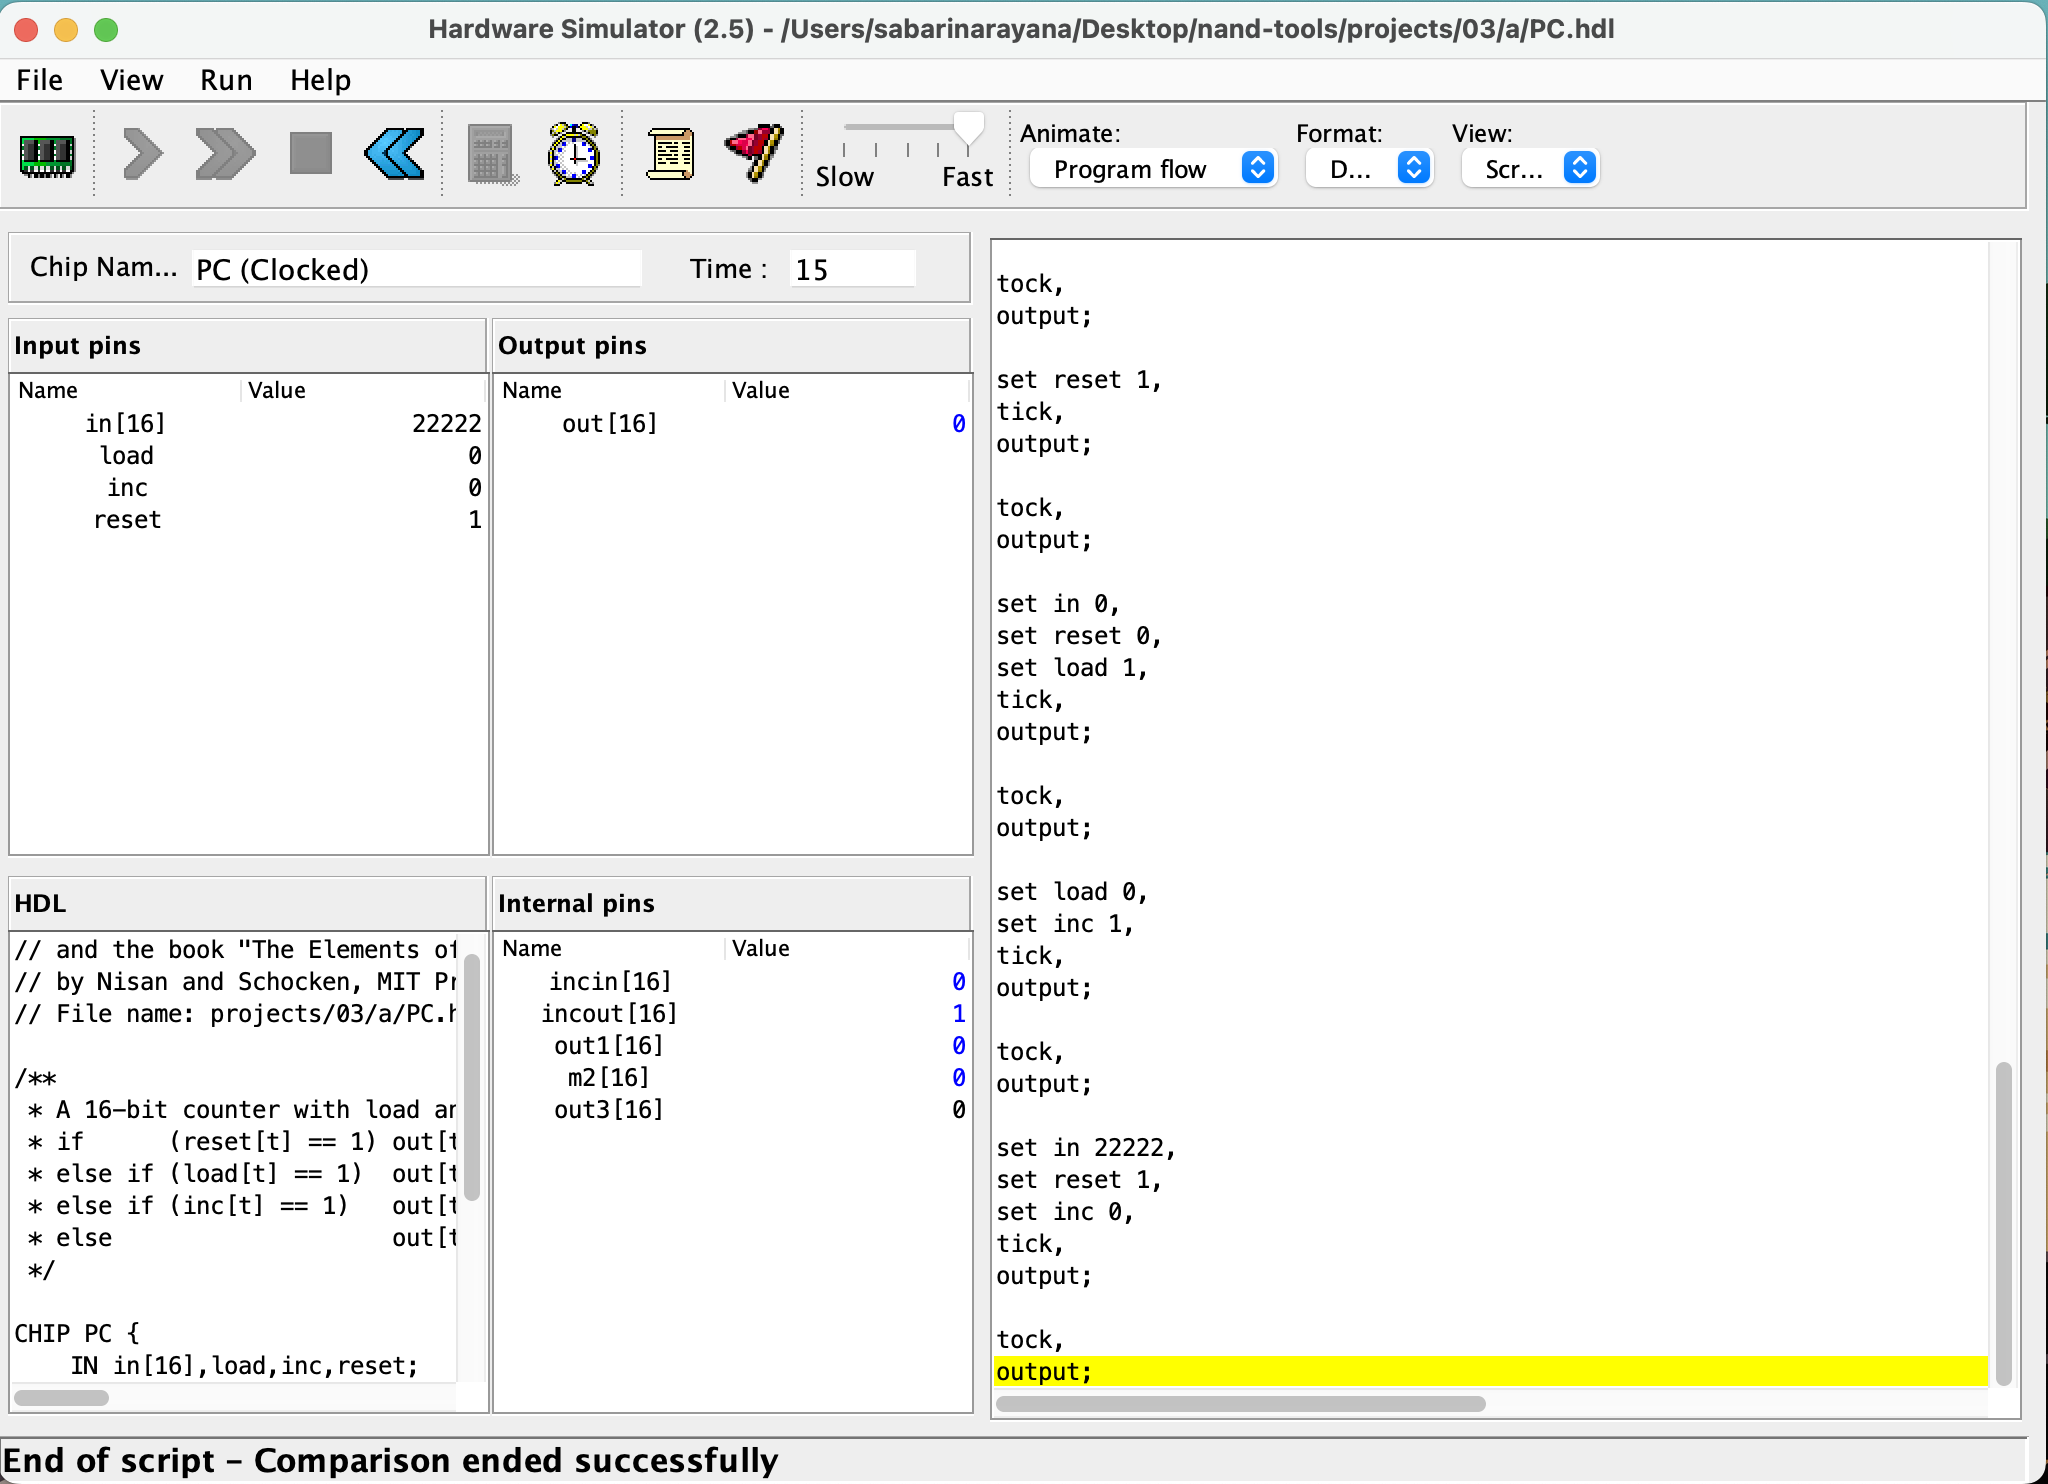 Hardware Simulator (2.5) - /Users/sabarinarayana/Desktop/nand-tools/projects/03/a/PC.hdl
File View Run Help
Slow Fast
Animate: Format: View:
Program flow D... Scr...
Chip Nam... PC (Clocked) Time : 15
Input pins
Name Value
in[16] 22222
load 0
inc 0
reset 1
Output pins
Name Value
out[16] 0
HDL
// and the book "The Elements of
// by Nisan and Schocken, MIT Pr
// File name: projects/03/a/PC.h
/**
* A 16-bit counter with load an
* if (reset[t] == 1) out[t
* else if (load[t] == 1) out[t
* else if (inc[t] == 1) out[t
* else out[t
*/
CHIP PC {
IN in[16],load,inc,reset;
Internal pins
Name Value
incin[16] 0
incout[16] 1
out1[16] 0
m2[16] 0
out3[16] 0
tock,
output;
set reset 1,
tick,
output;
tock,
output;
set in 0,
set reset 0,
set load 1,
tick,
output;
tock,
output;
set load 0,
set inc 1,
tick,
output;
tock,
output;
set in 22222,
set reset 1,
set inc 0,
tick,
output;
tock,
output;
End of script - Comparison ended successfully